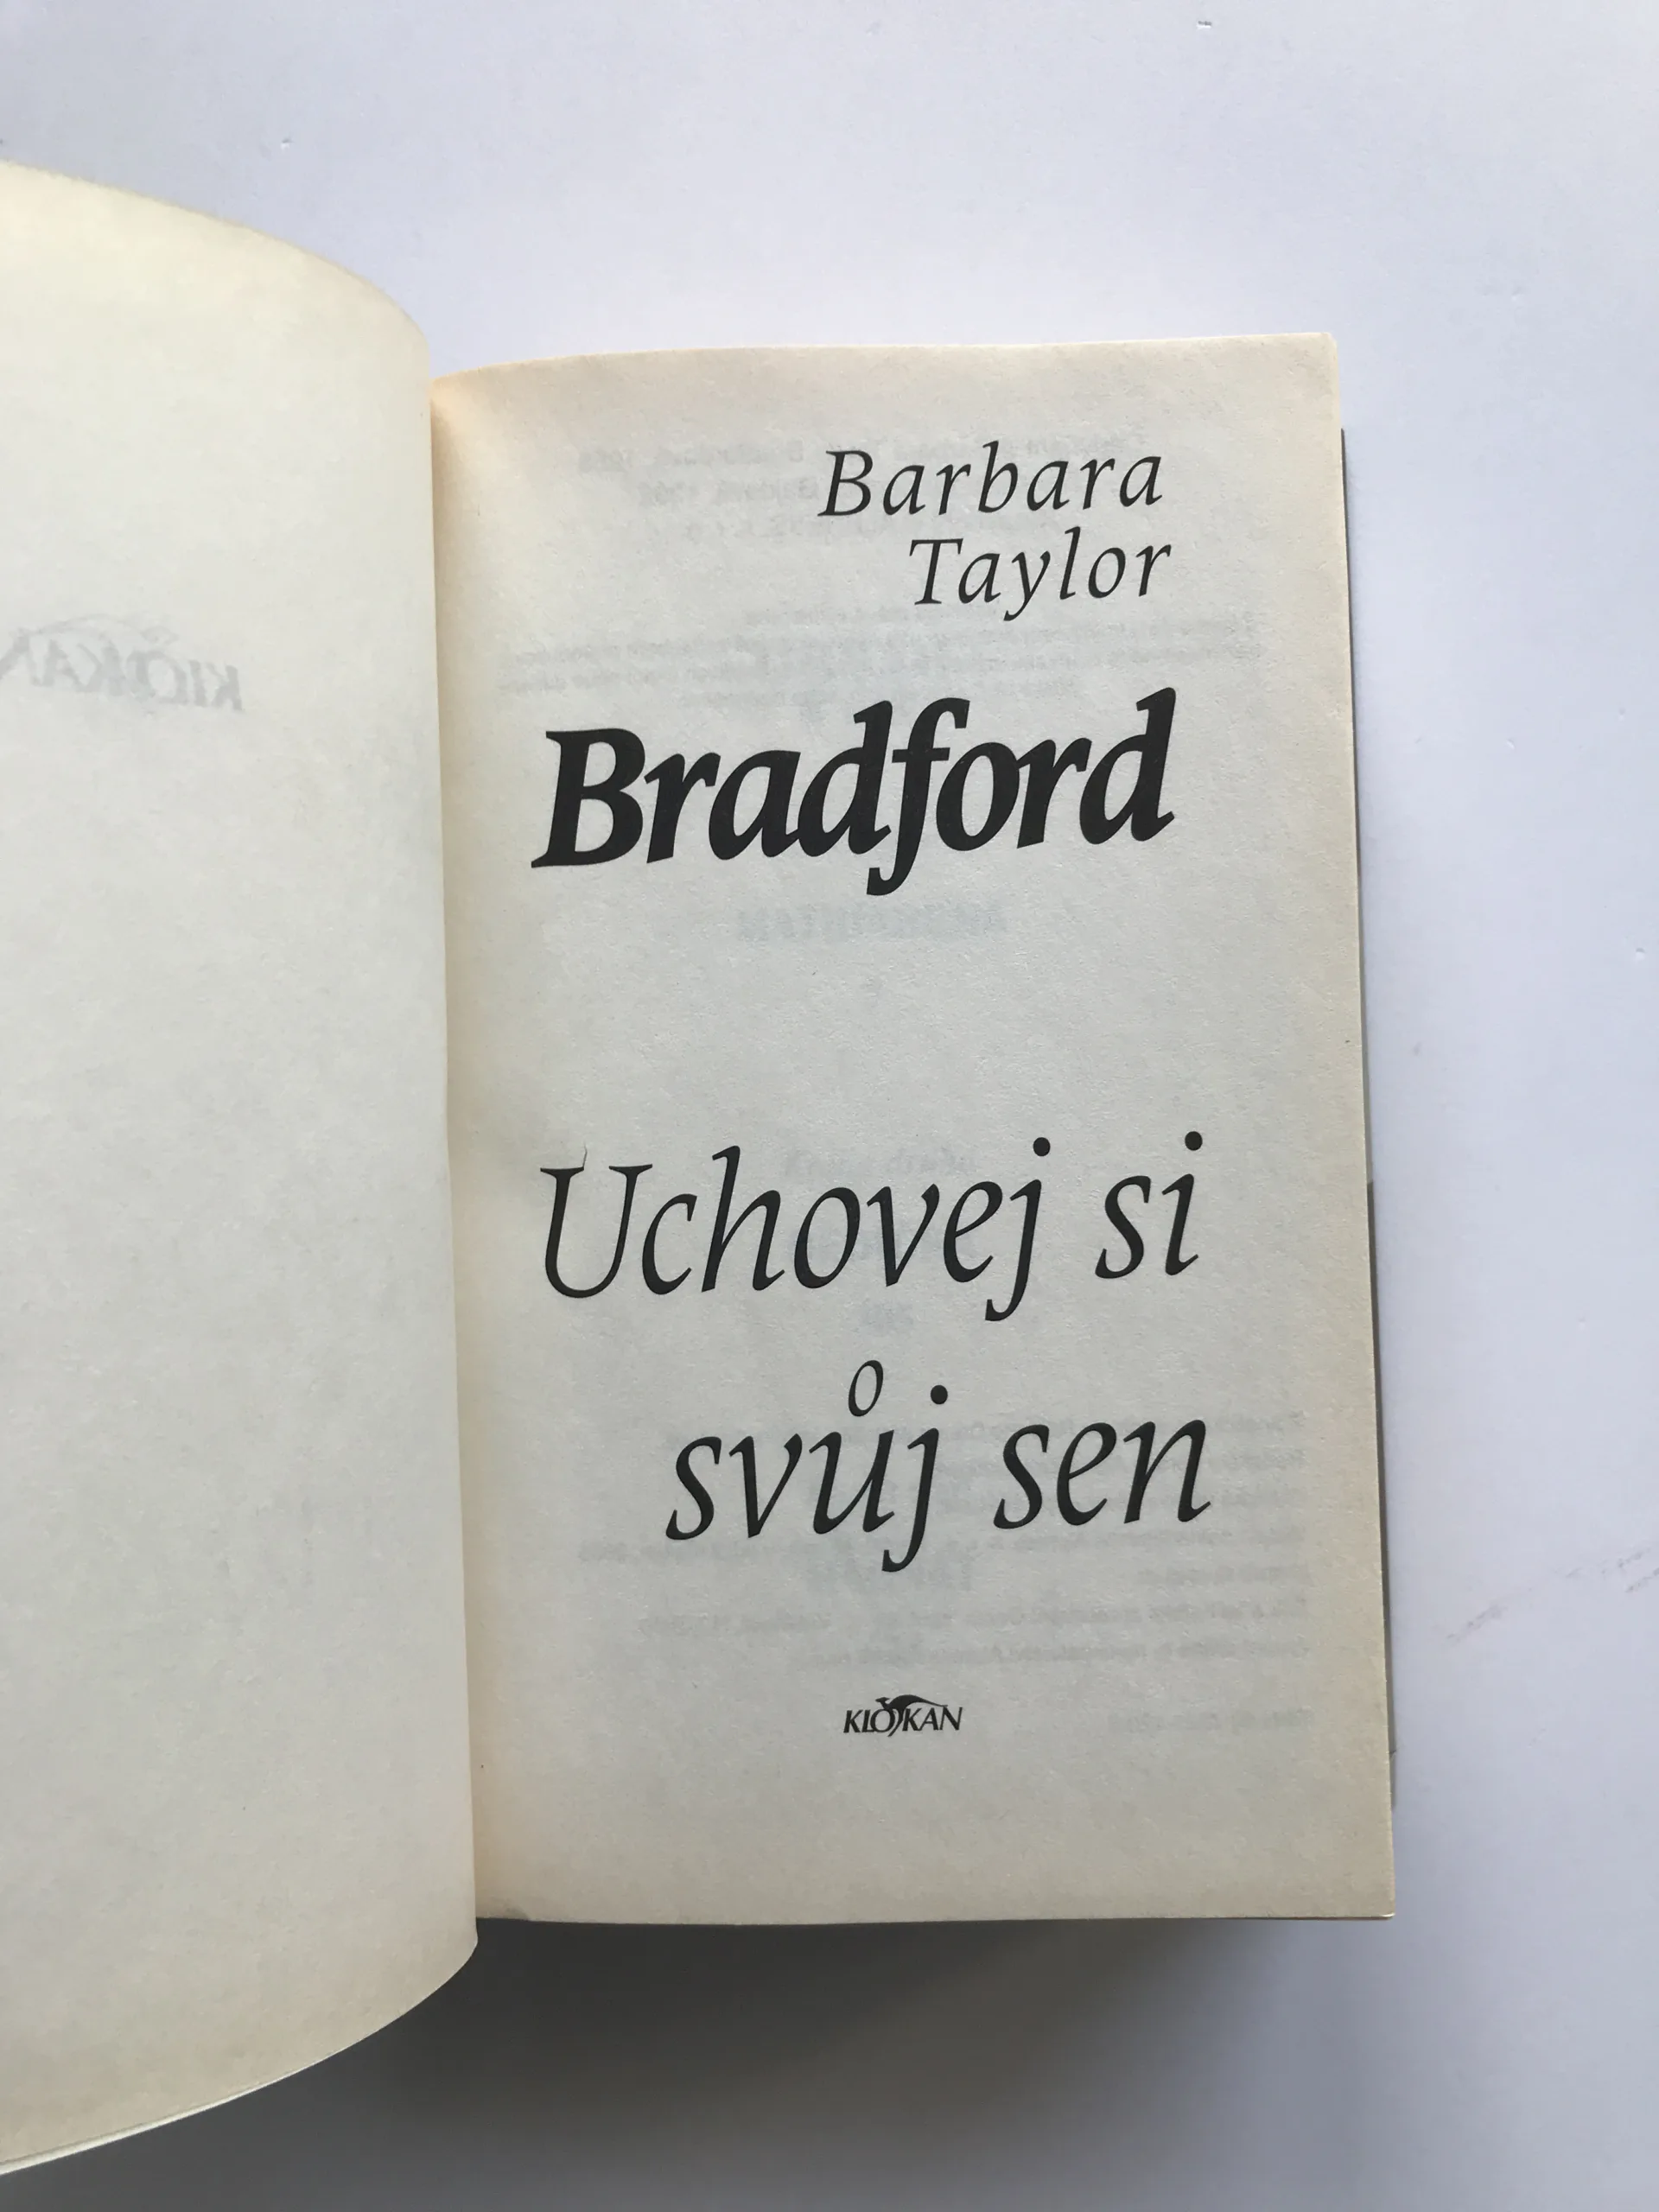 Barbara
Taylor
Bradford
Uchovej si
svůj sen
KLOKAN